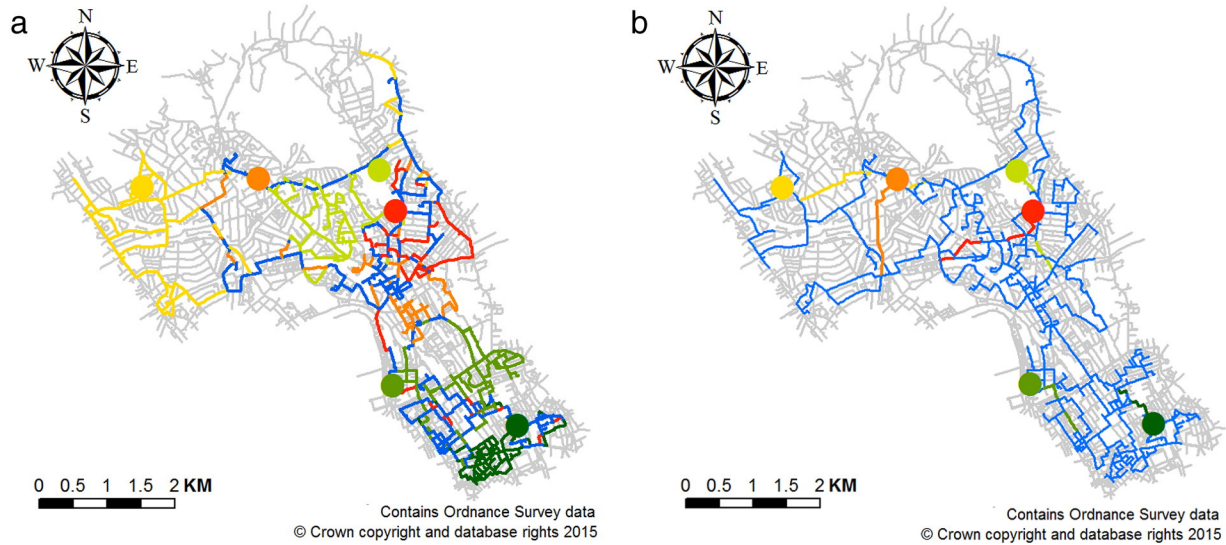 a
N
W E
S
0 0.5 1 1.5 2 KM
Contains Ordnance Survey data
© Crown copyright and database rights 2015
b
N
W E
S
0 0.5 1 1.5 2 KM
Contains Ordnance Survey data
© Crown copyright and database rights 2015